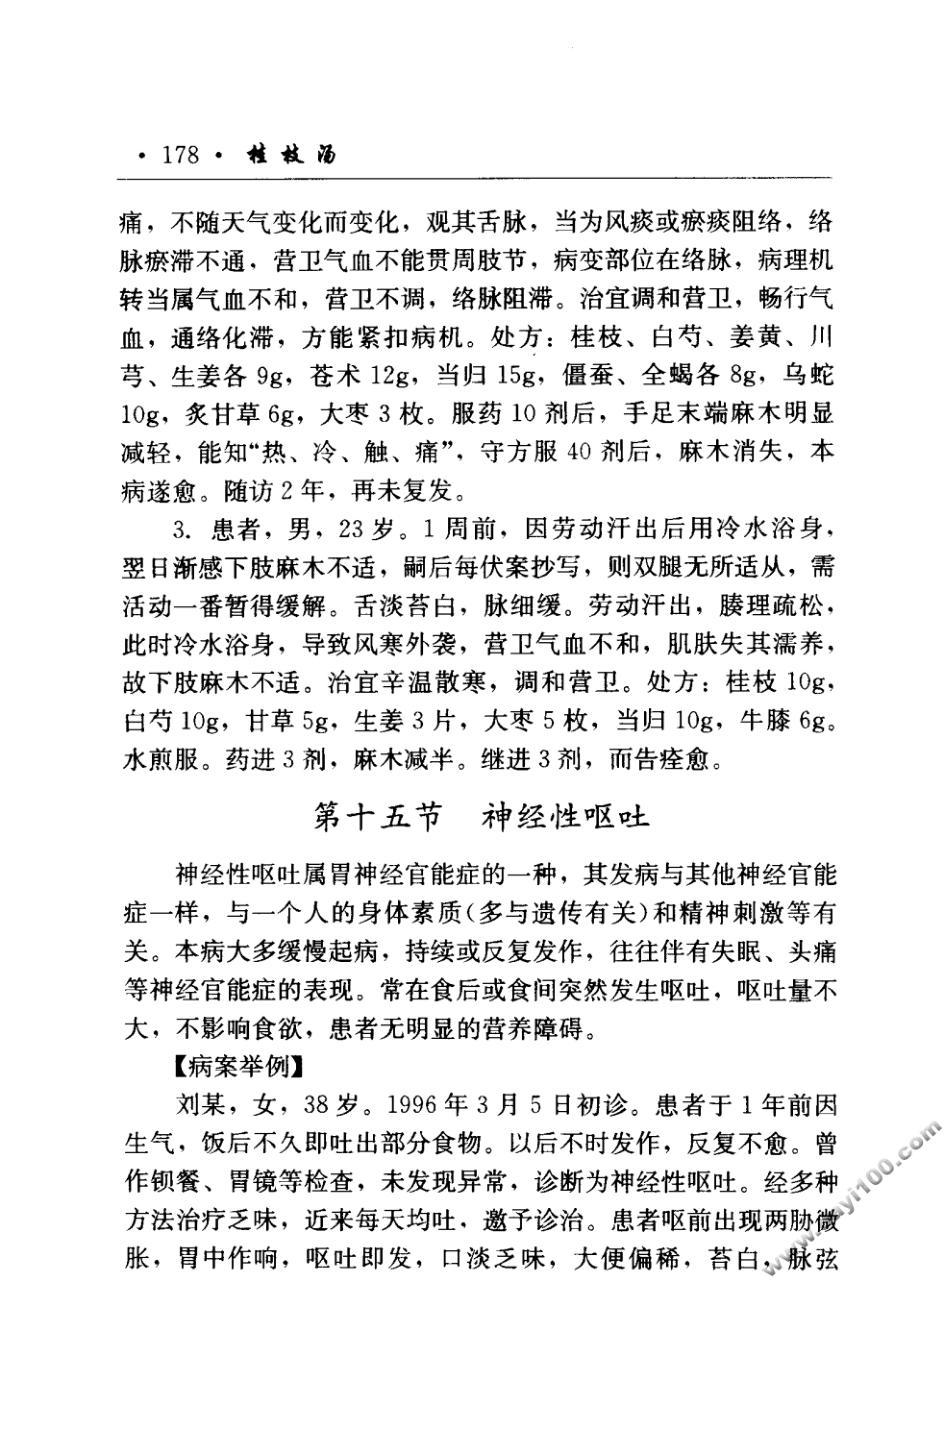 · 178 · 桂枝汤
痛，不随天气变化而变化，观其舌脉，当为风痰或瘀痰阻络，络
脉瘀滞不通，营卫气血不能贯周肢节，病变部位在络脉，病理机
转当属气血不和，营卫不调，络脉阻滞。治宜调和营卫，畅行气
血，通络化滞，方能紧扣病机。处方：桂枝、白芍、姜黄、川
芎、生姜各 9g，苍术 12g，当归 15g，僵蚕、全蝎各 8g，乌蛇
10g，炙甘草 6g，大枣 3 枚。服药 10 剂后，手足末端麻木明显
减轻，能知“热、冷、触、痛”，守方服 40 剂后，麻木消失，本
病遂愈。随访 2 年，再未复发。
3. 患者，男，23 岁。1 周前，因劳动汗出后用冷水浴身，
翌日渐感下肢麻木不适，嗣后每伏案抄写，则双腿无所适从，需
活动一番暂得缓解。舌淡苔白，脉细缓。劳动汗出，腠理疏松，
此时冷水浴身，导致风寒外袭，营卫气血不和，肌肤失其濡养，
故下肢麻木不适。治宜辛温散寒，调和营卫。处方：桂枝 10g，
白芍 10g，甘草 5g，生姜 3 片，大枣 5 枚，当归 10g，牛膝 6g。
水煎服。药进 3 剂，麻木减半。继进 3 剂，而告痊愈。
第十五节 神经性呕吐
神经性呕吐属胃神经官能症的一种，其发病与其他神经官能
症一样，与一个人的身体素质（多与遗传有关）和精神刺激等有
关。本病大多缓慢起病，持续或反复发作，往往伴有失眠、头痛
等神经官能症的表现。常在食后或食间突然发生呕吐，呕吐量不
大，不影响食欲，患者无明显的营养障碍。
【病案举例】
刘某，女，38 岁。1996 年 3 月 5 日初诊。患者于 1 年前因
生气，饭后不久即吐出部分食物。以后不时发作，反复不愈。曾
作钡餐、胃镜等检查，未发现异常，诊断为神经性呕吐。经多种
方法治疗乏味，近来每天均吐，邀予诊治。患者呕前出现两胁微
胀，胃中作响，呕吐即发，口淡乏味，大便偏稀，苔白，脉弦